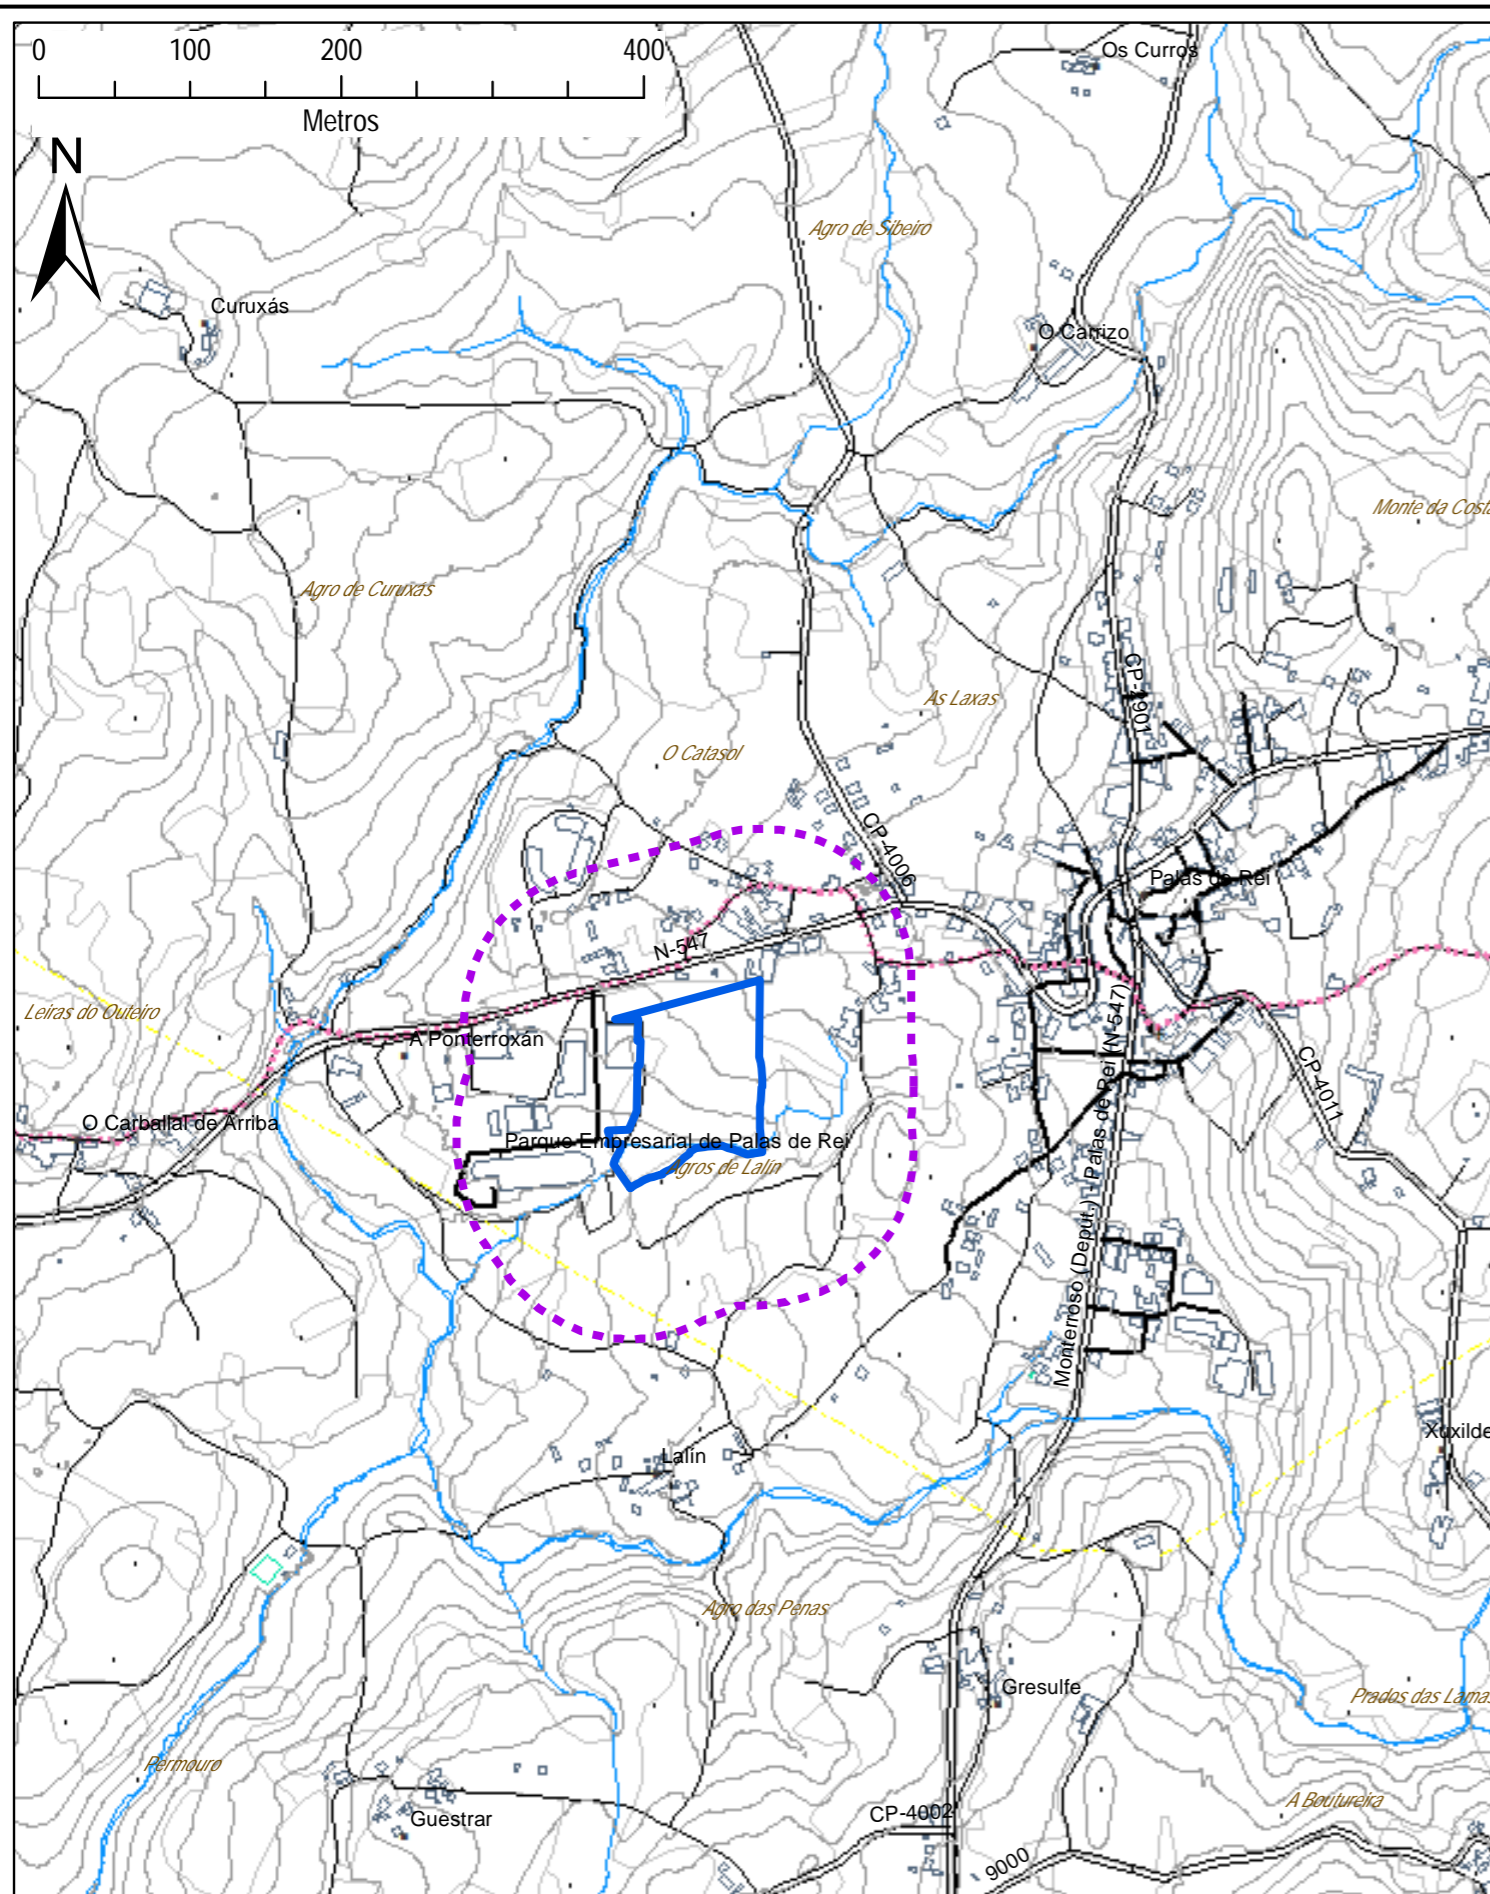 0 100 200 400
Metros
N
Os Curros
Agro de Sibeiro
Curuxás
O Carrizo
Monte da Costa
Agro de Curuxás
CP-2901
As Laxas
O Catasol
CP-4006
Palas de Rei
N-547
Leiras do Outeiro
A Ponterroxán
O Carballal de Arriba
CP-4011
Parque Empresarial de Palas de Rei
Agros de Lalín
Monterroso (Deput.) - Palas de Rei (N-547)
Xuxilde
Lalín
Agro das Penas
Gresulfe
Prados das Lamas
Permouro
Guestrar
CP-4002
A Boutureira
9000